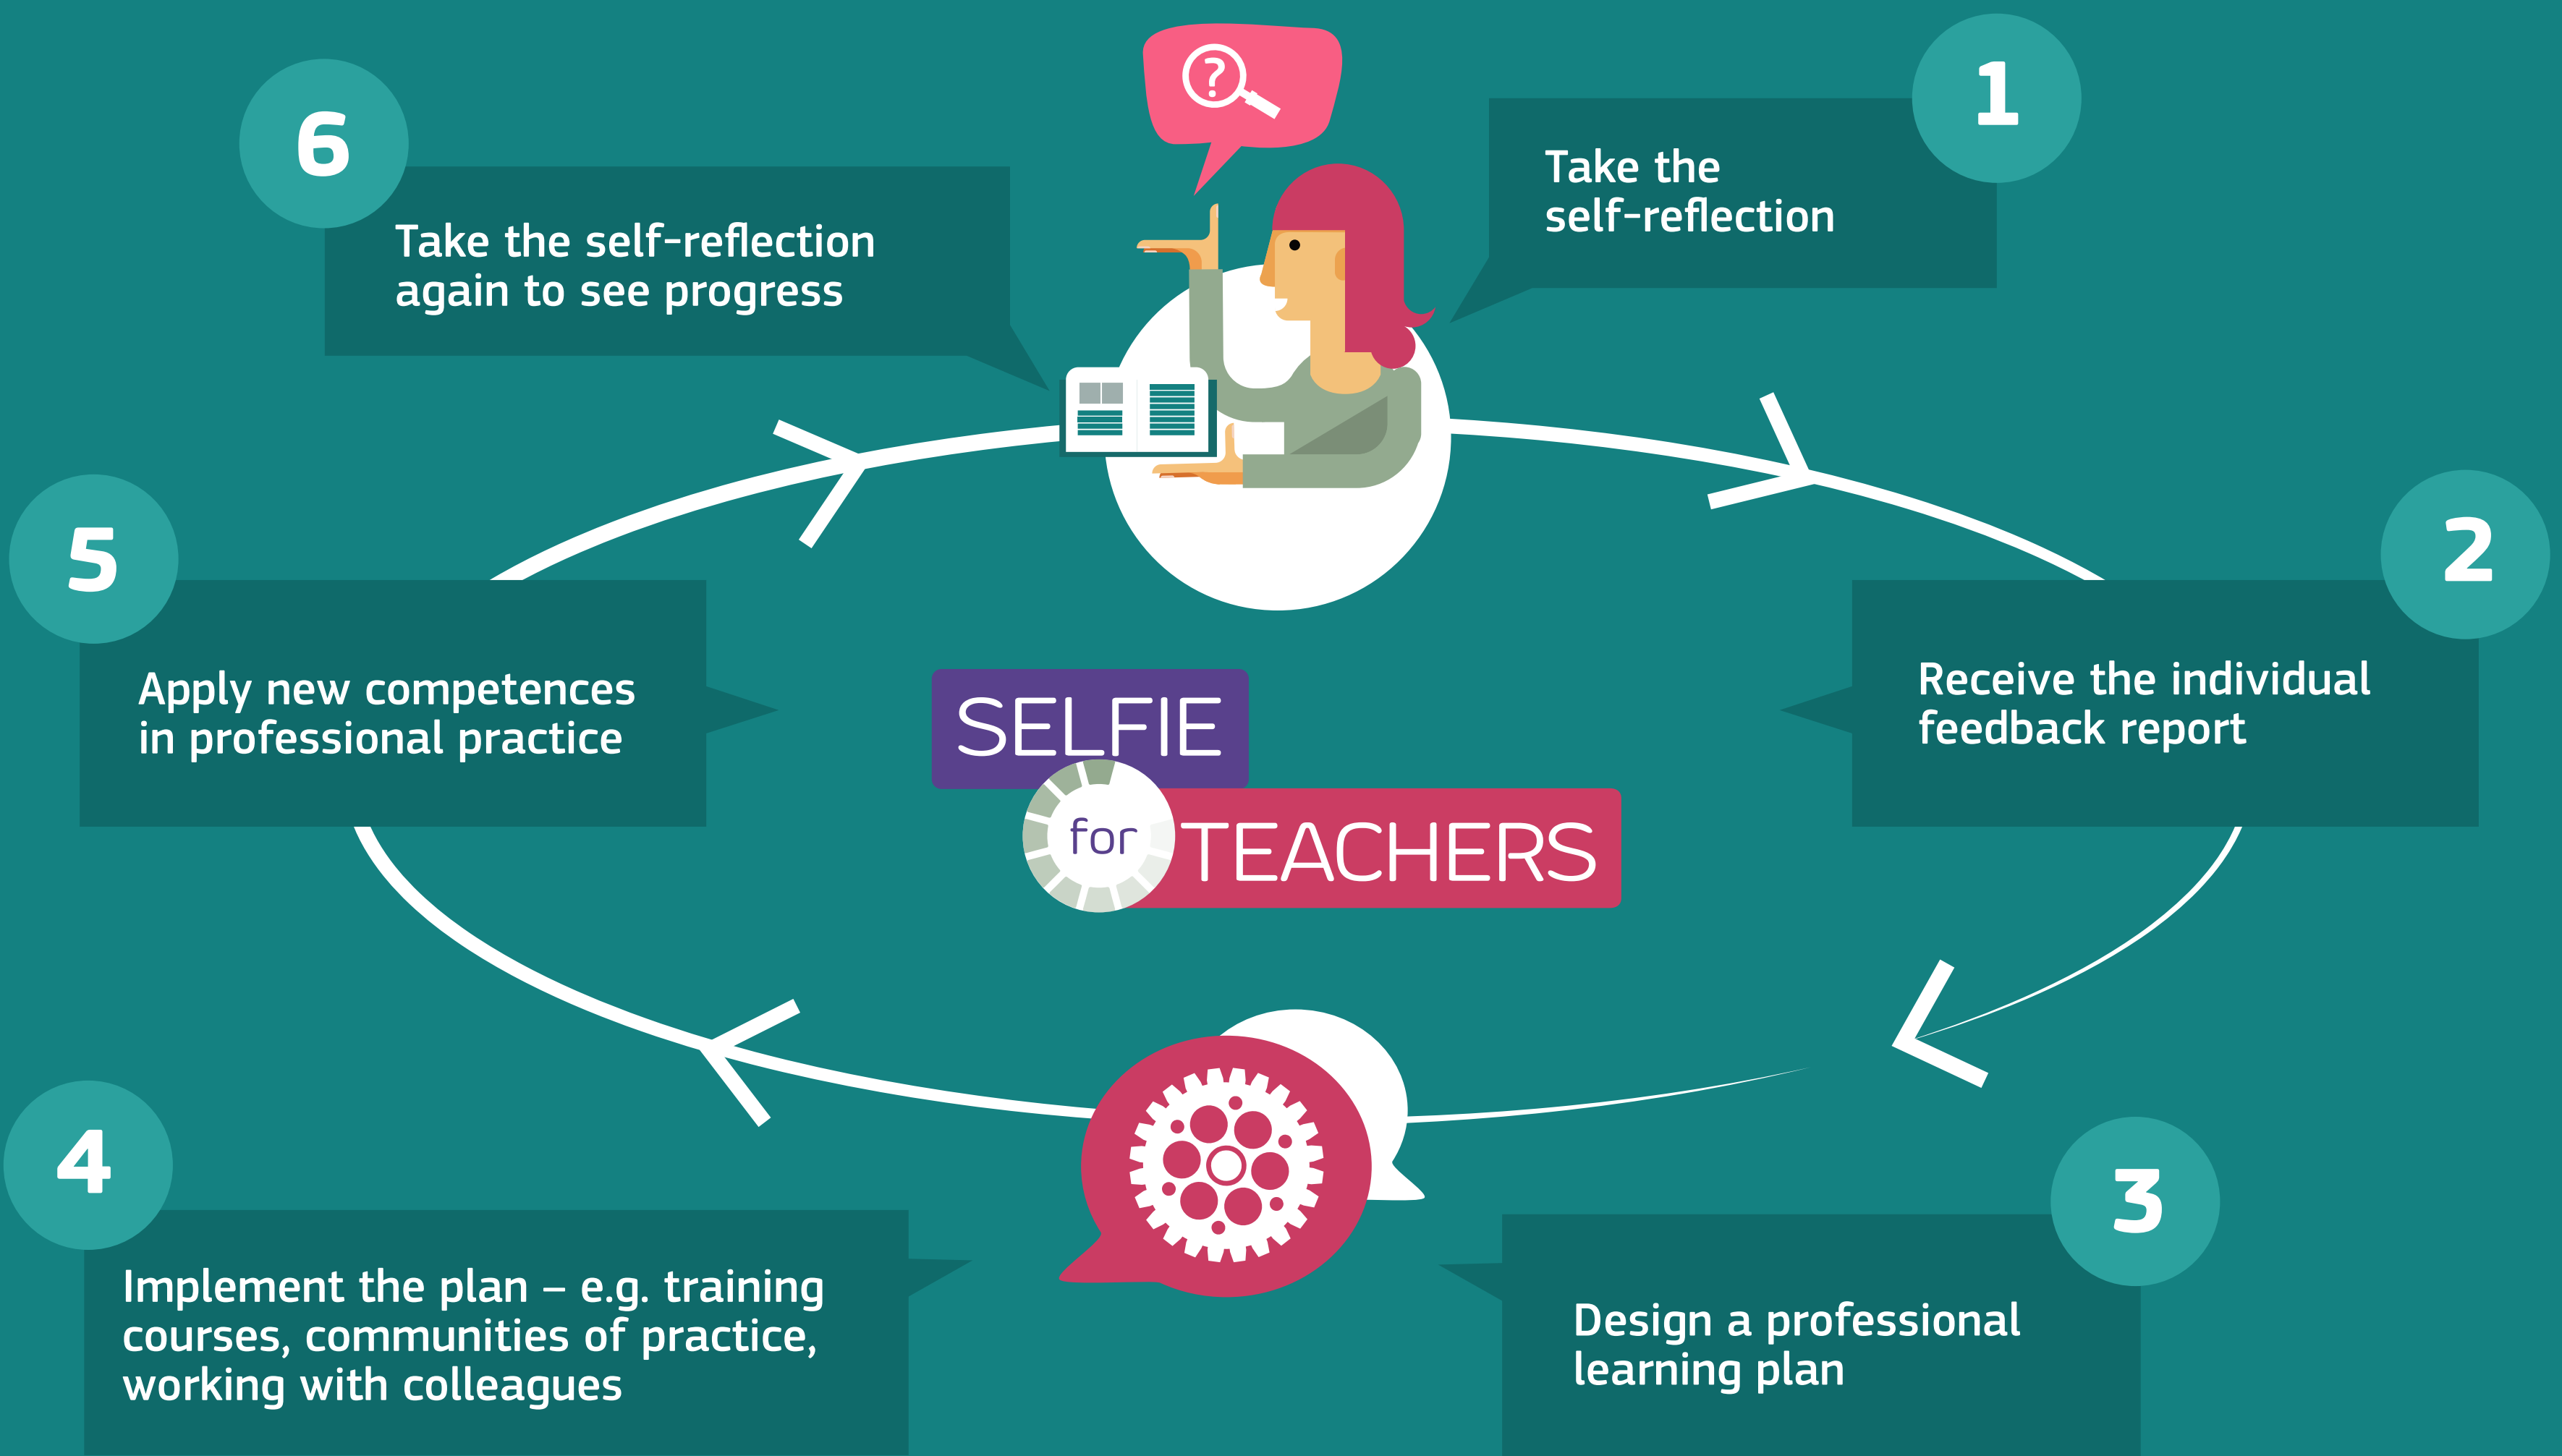 ?
1
Take the
self-reflection
2
Receive the individual
feedback report
3
Design a professional
learning plan
4
Implement the plan – e.g. training
courses, communities of practice,
working with colleagues
5
Apply new competences
in professional practice
6
Take the self-reflection
again to see progress
SELFIE
for TEACHERS